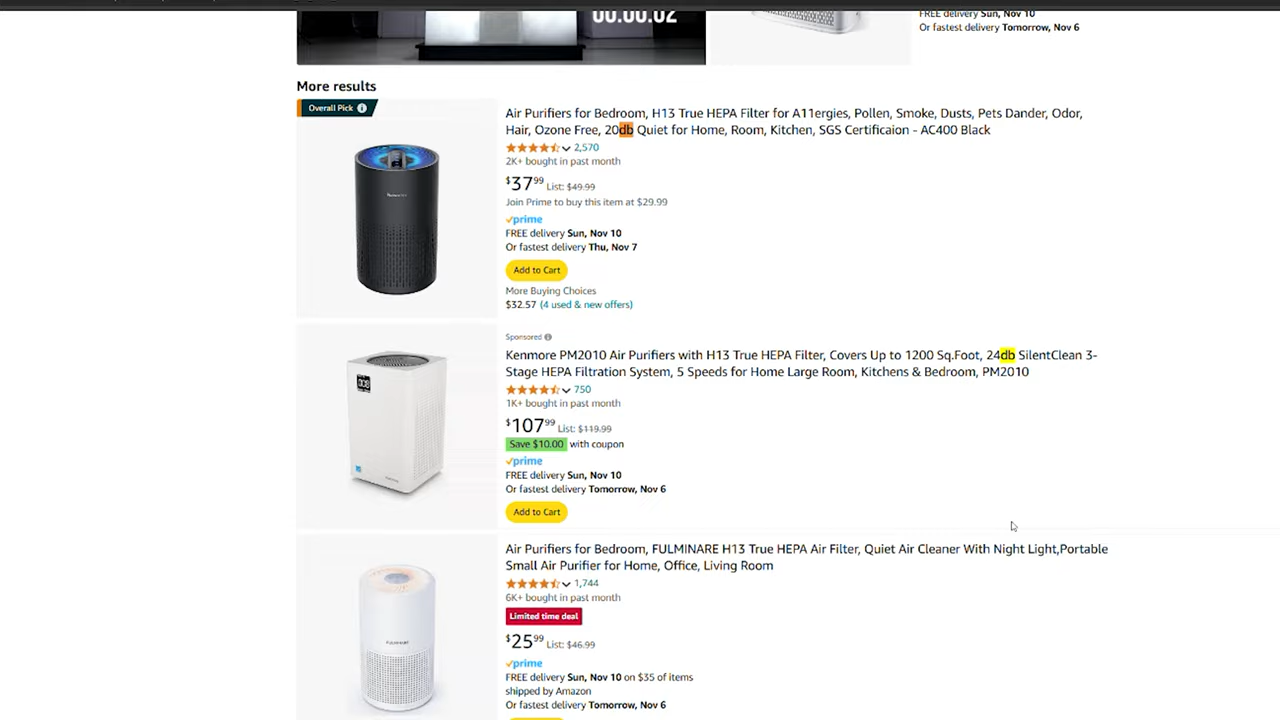 00:00:02
FREE delivery Sun, Nov 10
Or fastest delivery Tomorrow, Nov 6
More results
Overall Pick
Air Purifiers for Bedroom, H13 True HEPA Filter for A11ergies, Pollen, Smoke, Dusts, Pets Dander, Odor,
Hair, Ozone Free, 20db Quiet for Home, Room, Kitchen, SGS Certificaion - AC400 Black
2,570
2K+ bought in past month
$37.99 List: $49.99
Join Prime to buy this item at $29.99
prime
FREE delivery Sun, Nov 10
Or fastest delivery Thu, Nov 7
Add to Cart
More Buying Choices
$32.57 (4 used & new offers)
Sponsored
Kenmore PM2010 Air Purifiers with H13 True HEPA Filter, Covers Up to 1200 Sq.Foot, 24db SilentClean 3-
Stage HEPA Filtration System, 5 Speeds for Home Large Room, Kitchens & Bedroom, PM2010
750
1K+ bought in past month
$107.99 List: $119.99
Save $10.00 with coupon
prime
FREE delivery Sun, Nov 10
Or fastest delivery Tomorrow, Nov 6
Add to Cart
Air Purifiers for Bedroom, FULMINARE H13 True HEPA Air Filter, Quiet Air Cleaner With Night Light,Portable
Small Air Purifier for Home, Office, Living Room
1,744
6K+ bought in past month
Limited time deal
$25.99 List: $46.99
prime
FREE delivery Sun, Nov 10 on $35 of items
shipped by Amazon
Or fastest delivery Tomorrow, Nov 6